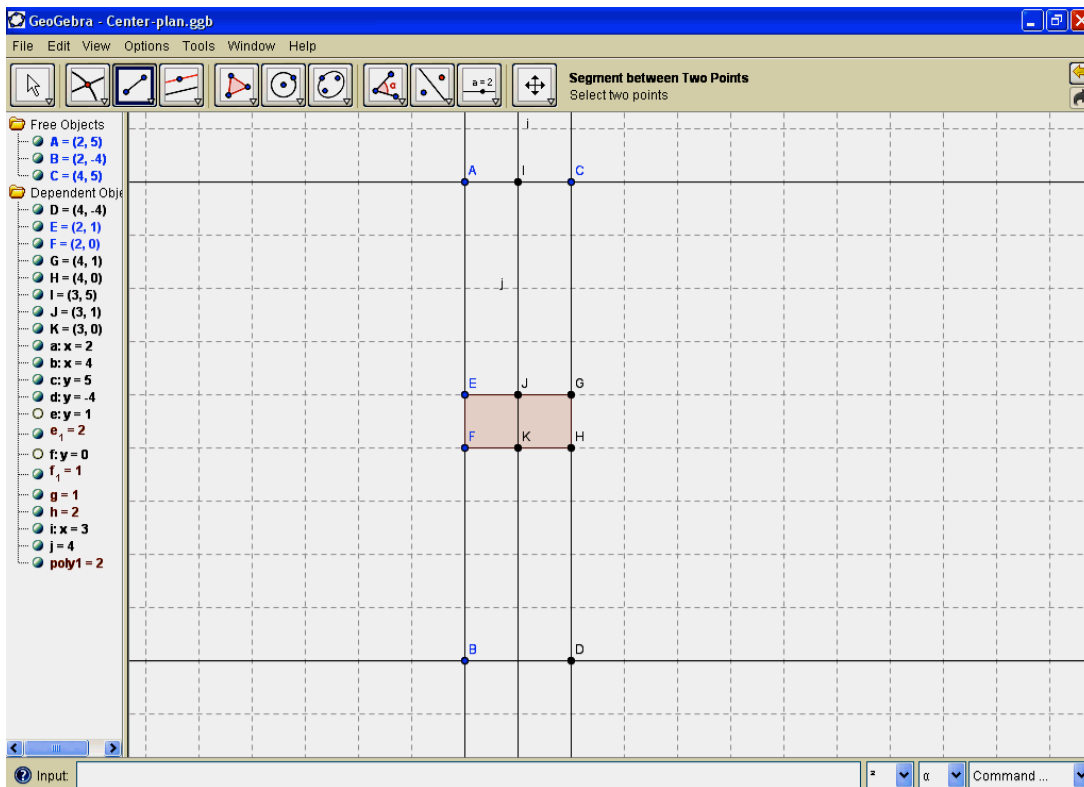 GeoGebra - Center-plan.ggb
File Edit View Options Tools Window Help
a=2
Segment between Two Points
Select two points
Free Objects
A = (2, 5)
B = (2, -4)
C = (4, 5)
Dependent Obje
D = (4, -4)
E = (2, 1)
F = (2, 0)
G = (4, 1)
H = (4, 0)
I = (3, 5)
J = (3, 1)
K = (3, 0)
a: x = 2
b: x = 4
c: y = 5
d: y = -4
e: y = 1
e₁ = 2
f: y = 0
f₁ = 1
g = 1
h = 2
i: x = 3
j = 4
poly1 = 2
i
A I C
j
E J G
F K H
B D
Input: ² α Command ...